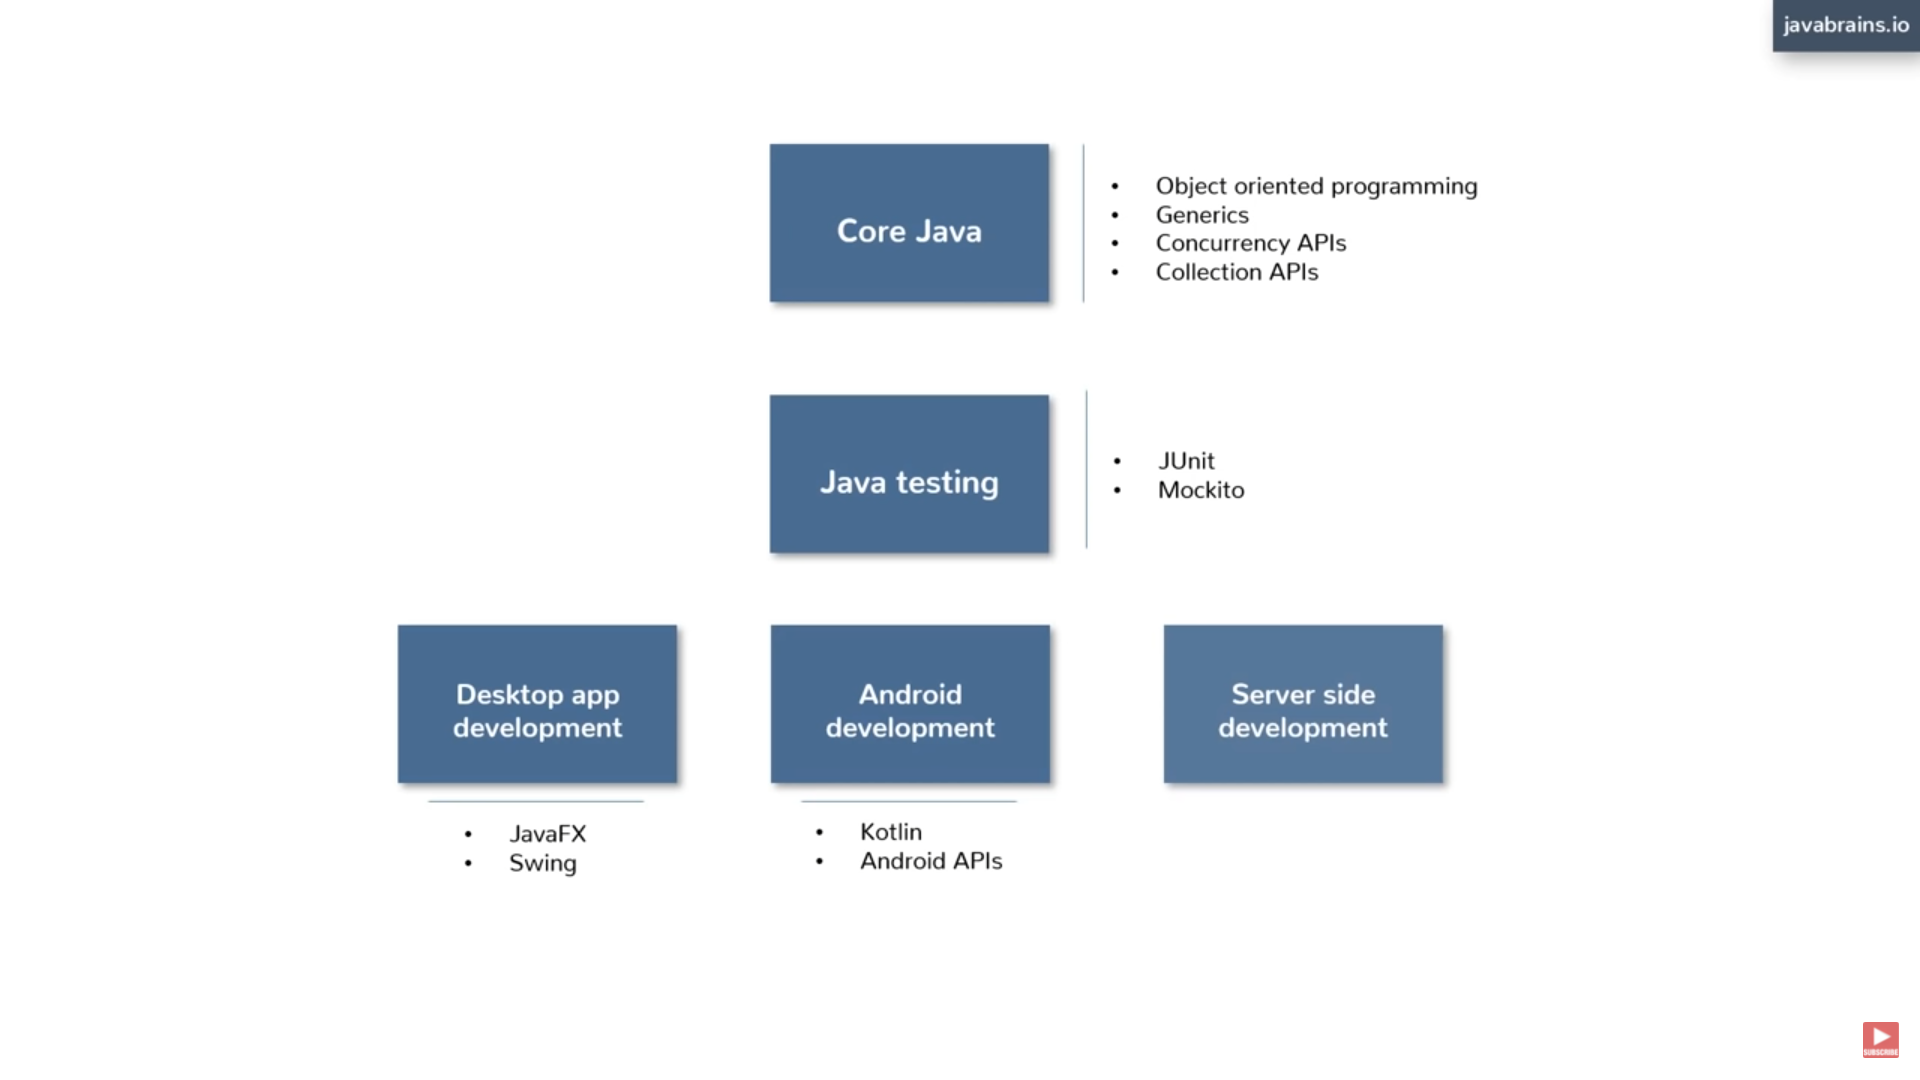 javabrains.io
Core Java
• Object oriented programming
• Generics
• Concurrency APIs
• Collection APIs
Java testing
• JUnit
• Mockito
Desktop app
development
• JavaFX
• Swing
Android
development
• Kotlin
• Android APIs
Server side
development
SUBSCRIBE